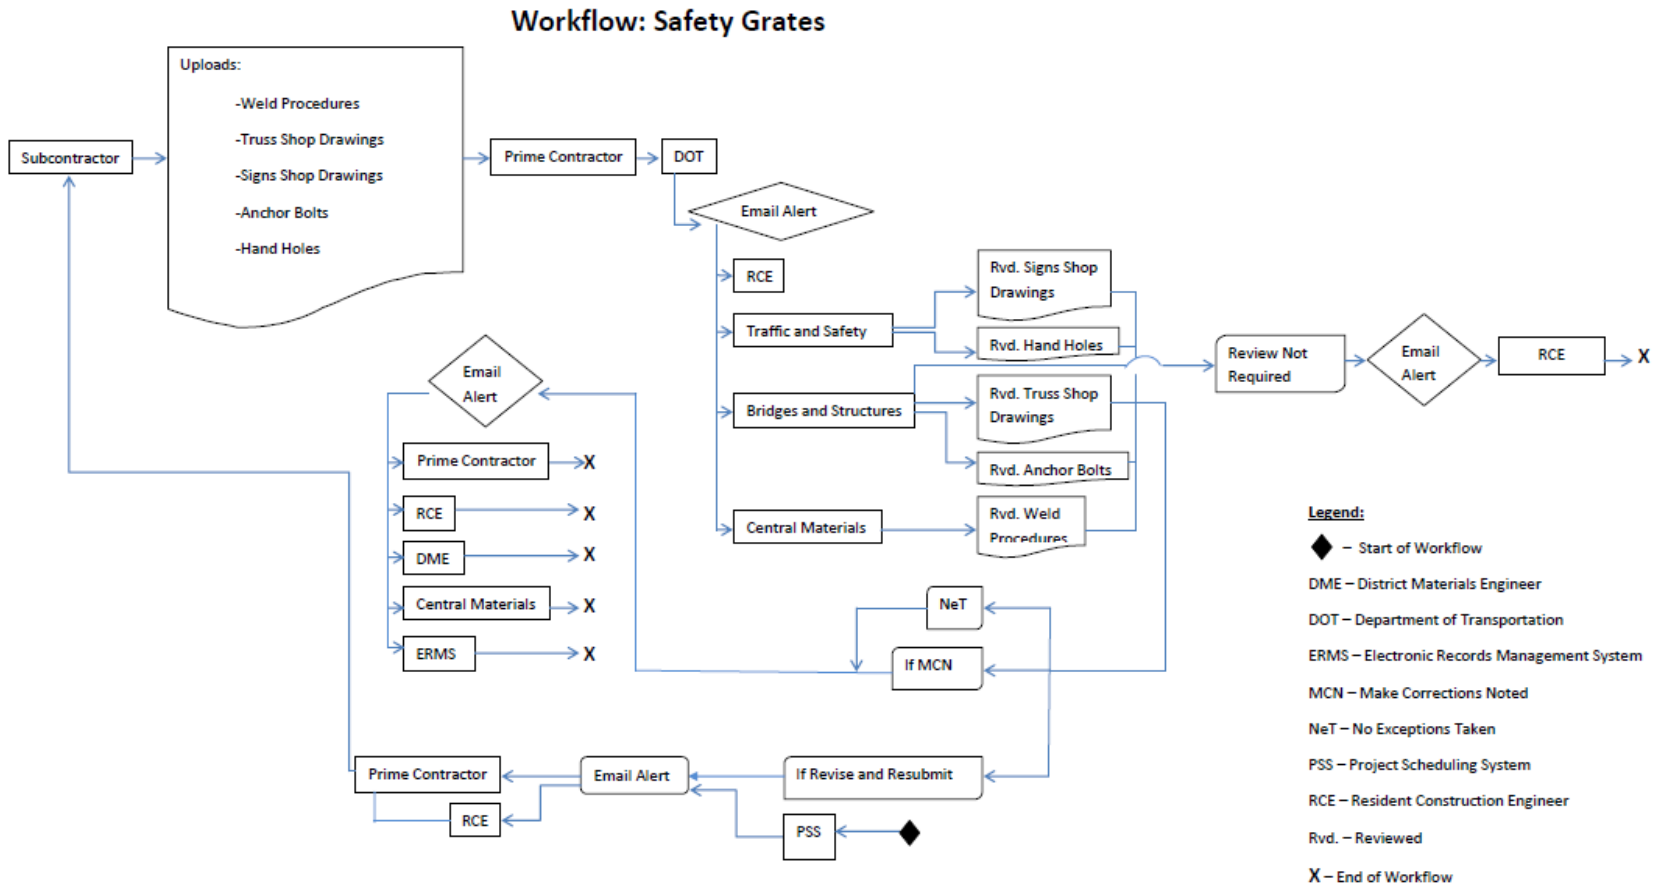 Workflow: Safety Grates
Uploads:
-Weld Procedures
-Truss Shop Drawings
-Signs Shop Drawings
-Anchor Bolts
-Hand Holes
Subcontractor
Prime Contractor
DOT
Email Alert
RCE
Traffic and Safety
Bridges and Structures
Central Materials
Rvd. Signs Shop
Drawings
Rvd. Hand Holes
Rvd. Truss Shop
Drawings
Rvd. Anchor Bolts
Rvd. Weld
Procedures
Review Not
Required
Email
Alert
RCE
X
Email
Alert
Prime Contractor
X
RCE
X
DME
X
Central Materials
X
ERMS
X
NeT
If MCN
If Revise and Resubmit
Email Alert
Prime Contractor
RCE
PSS
Legend:
– Start of Workflow
DME – District Materials Engineer
DOT – Department of Transportation
ERMS – Electronic Records Management System
MCN – Make Corrections Noted
NeT – No Exceptions Taken
PSS – Project Scheduling System
RCE – Resident Construction Engineer
Rvd. – Reviewed
X – End of Workflow